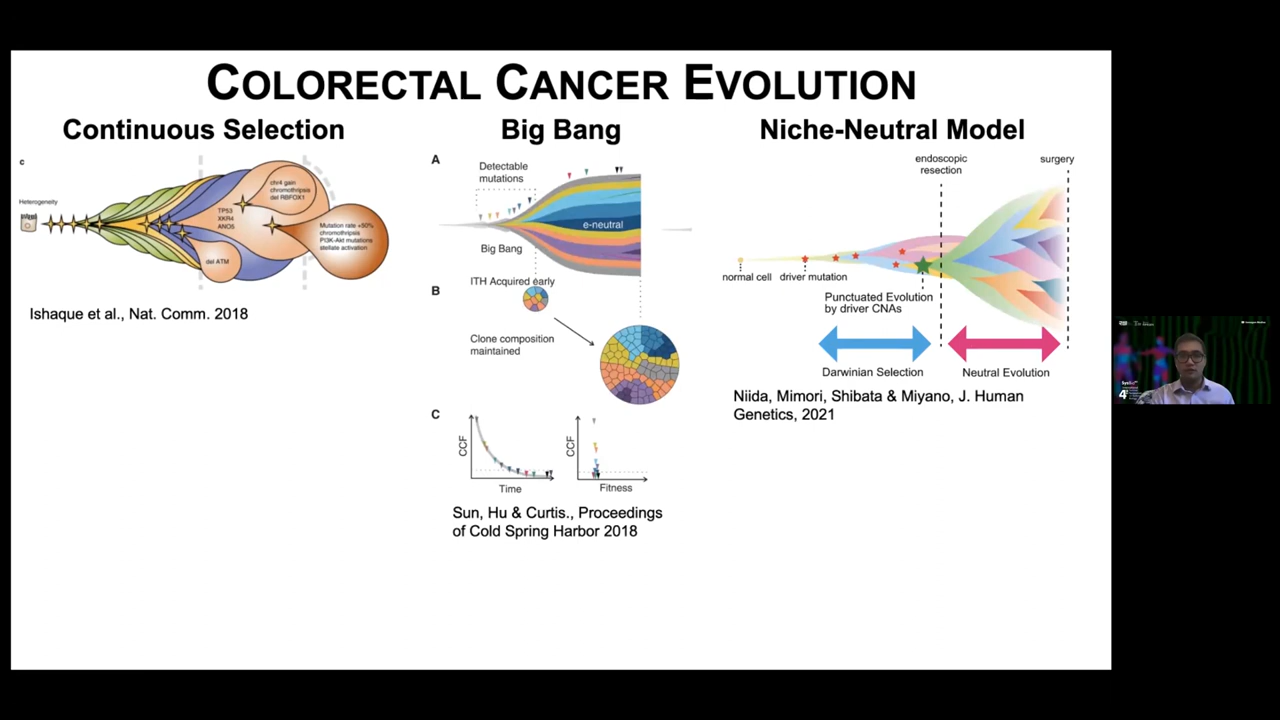 COLORECTAL CANCER EVOLUTION
Continuous Selection
c
Heterogeneity
TP53
XKR4
ANO5
chr4 gain
chromothripsis
del RBFOX1
del ATM
Mutation rate +50%
chromothripsis
PI3K-Akt mutations
stellate activation
Ishaque et al., Nat. Comm. 2018
Big Bang
A
Detectable
mutations
e-neutral
Big Bang
B
ITH Acquired early
Clone composition
maintained
C
CCF
Time
CCF
Fitness
Sun, Hu & Curtis., Proceedings
of Cold Spring Harbor 2018
Niche-Neutral Model
endoscopic
resection
surgery
normal cell
driver mutation
Punctuated Evolution
by driver CNAs
Darwinian Selection
Neutral Evolution
Niida, Mimori, Shibata & Miyano, J. Human
Genetics, 2021